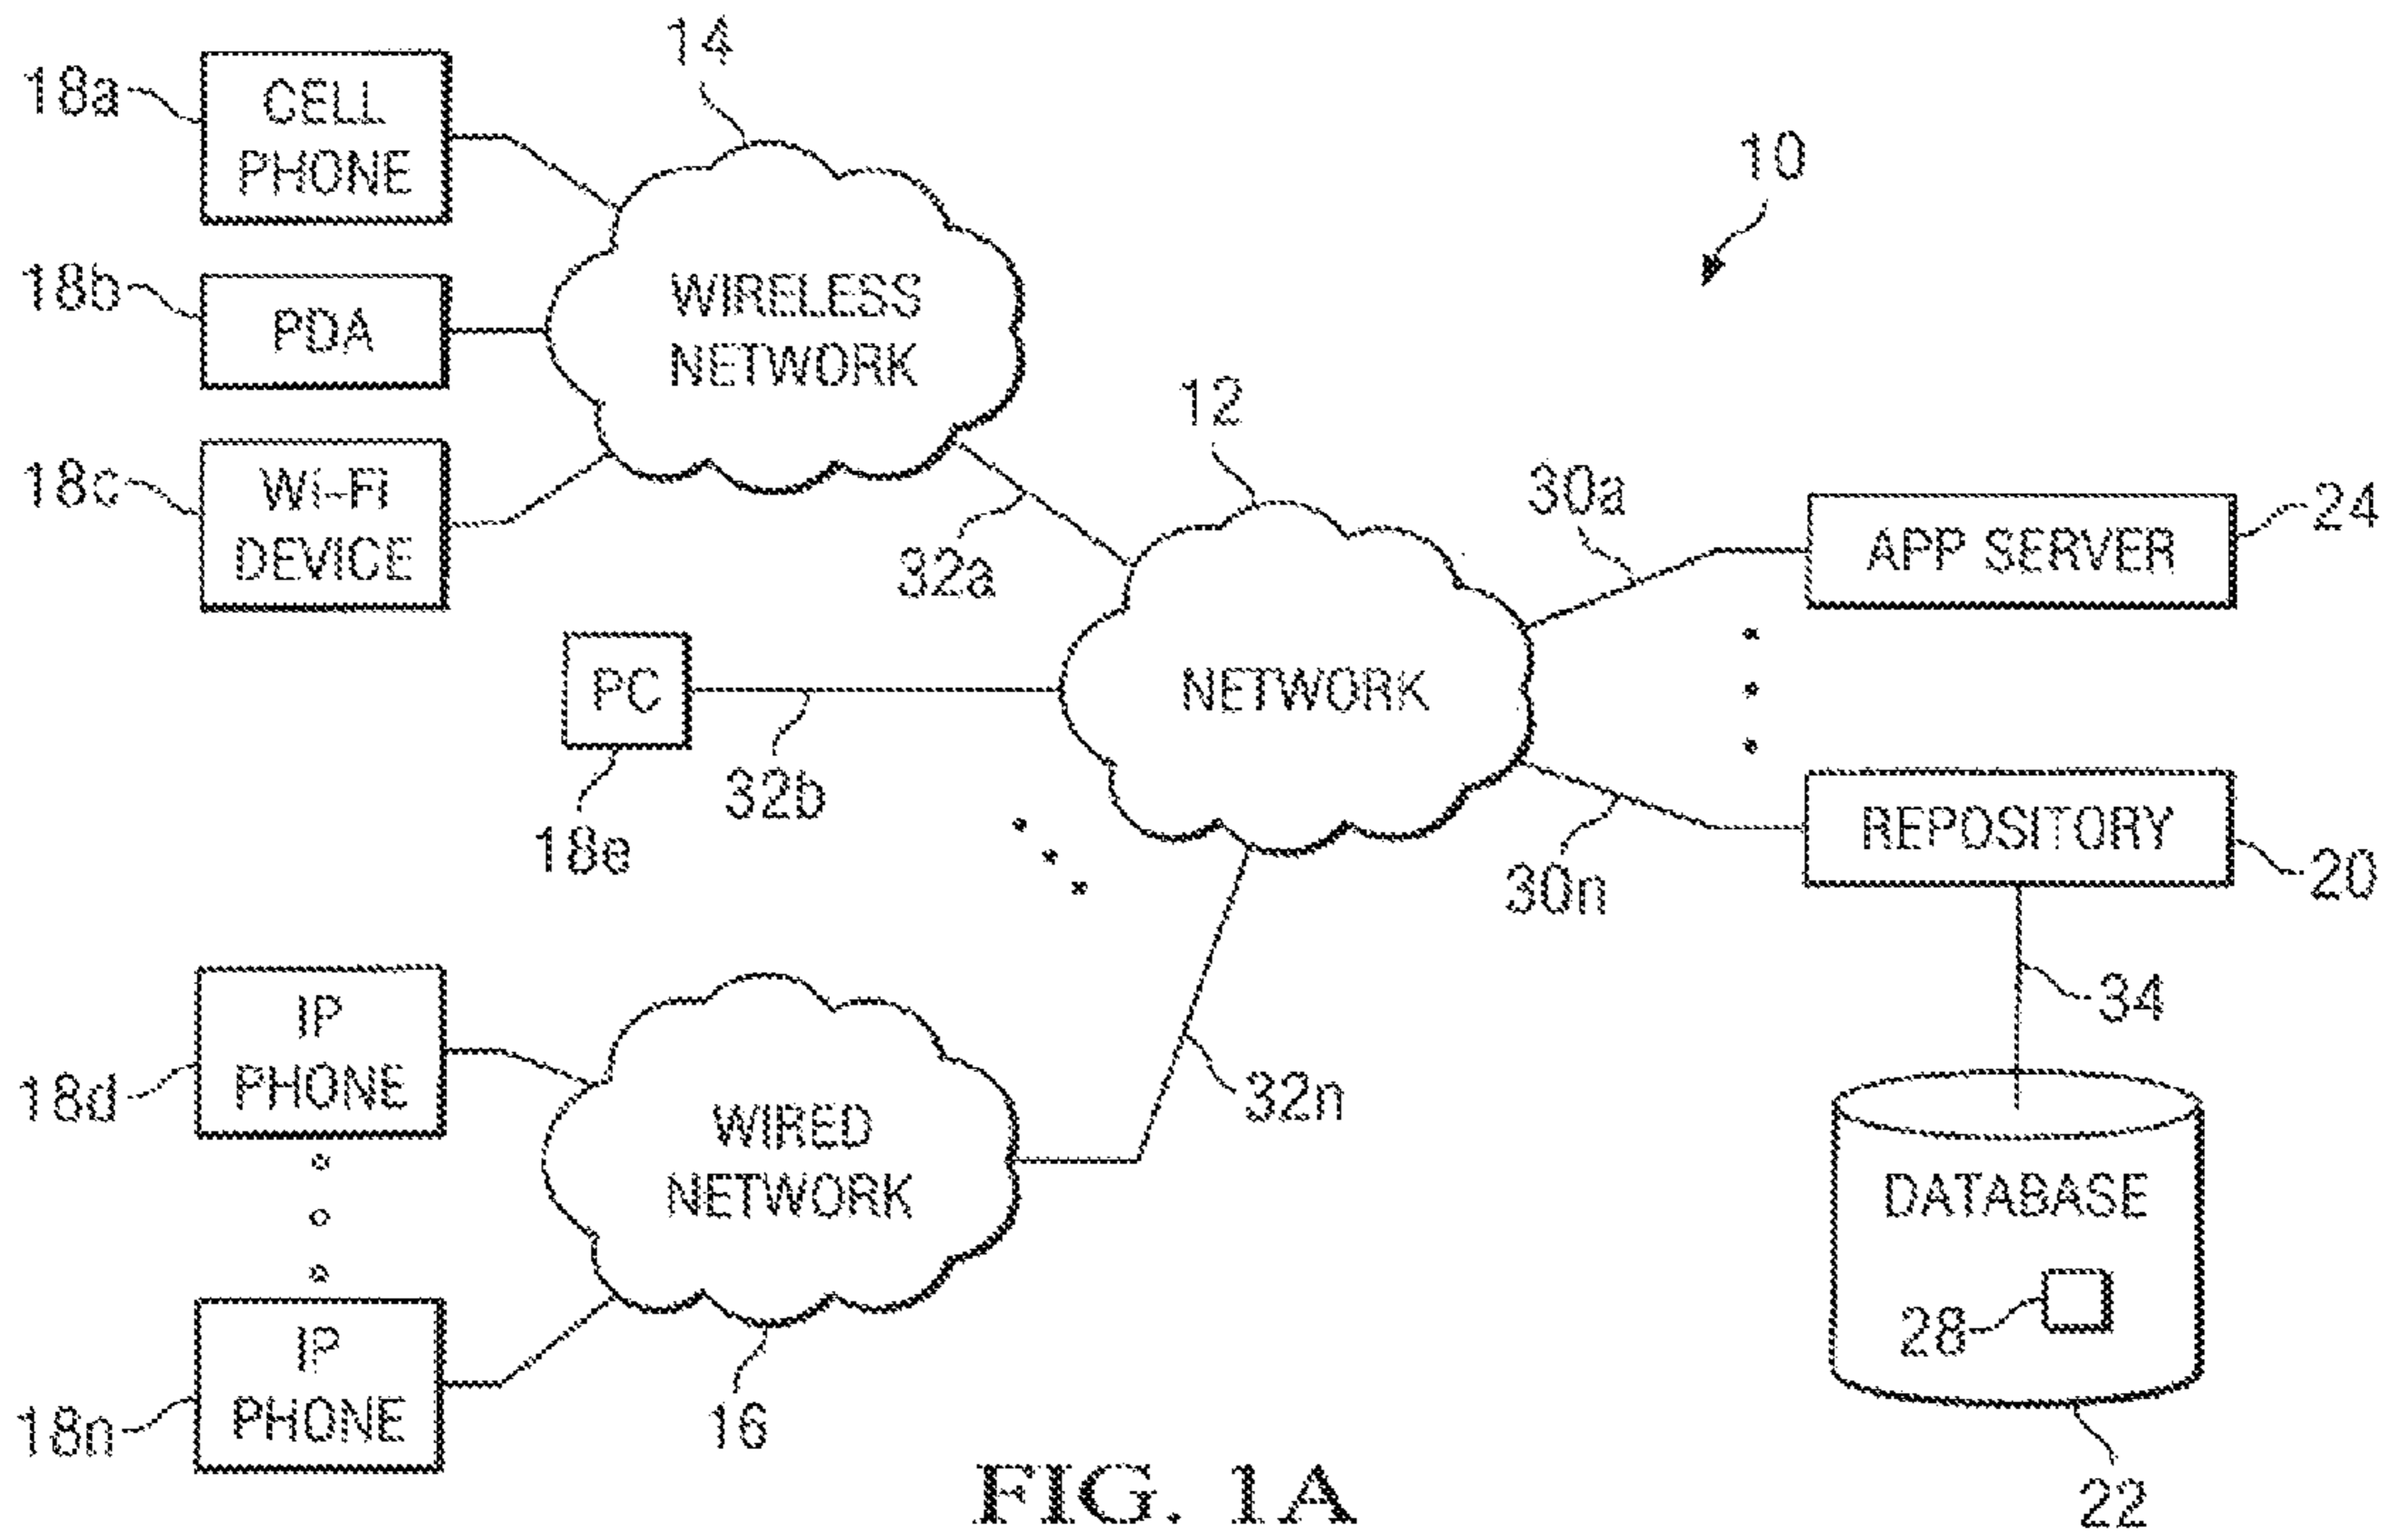 14
18a
CELL
PHONE
10
18b
PDA
WIRELESS
NETWORK
12
18c
WI-FI
DEVICE
32a
30a
APP SERVER
24
PC
18e
32b
NETWORK
30n
REPOSITORY
20
34
IP
PHONE
18d
WIRED
NETWORK
32n
DATABASE
28
22
IP
PHONE
18n
16
FIG. 1A